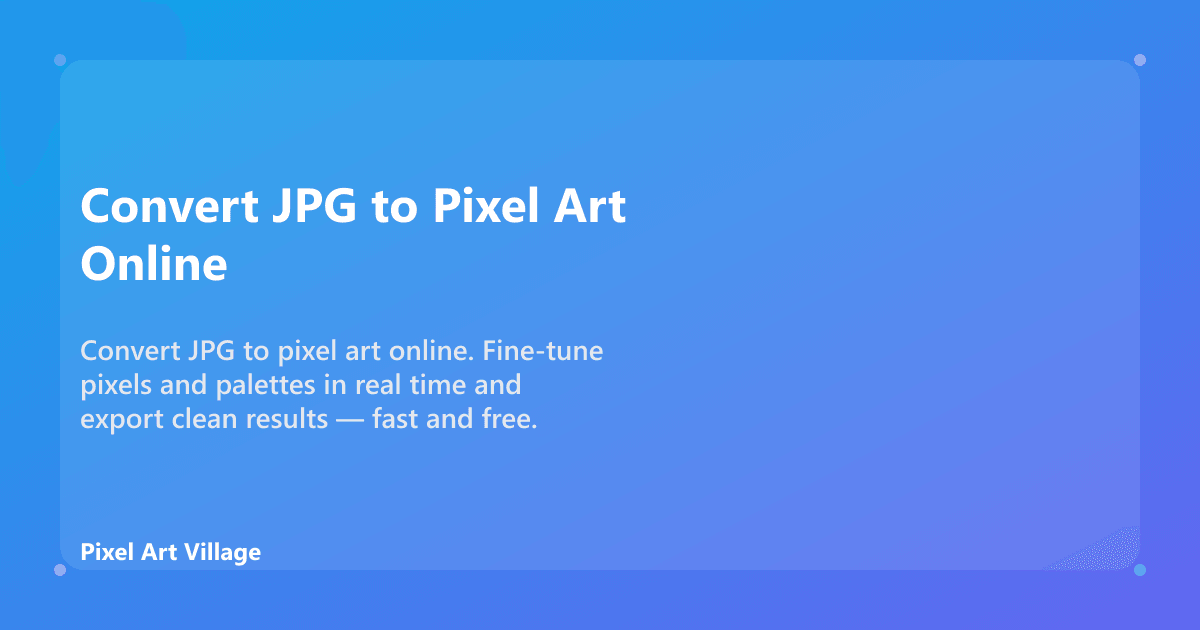 Convert JPG to Pixel Art
Online
Convert JPG to pixel art online. Fine-tune
pixels and palettes in real time and
export clean results — fast and free.
Pixel Art Village